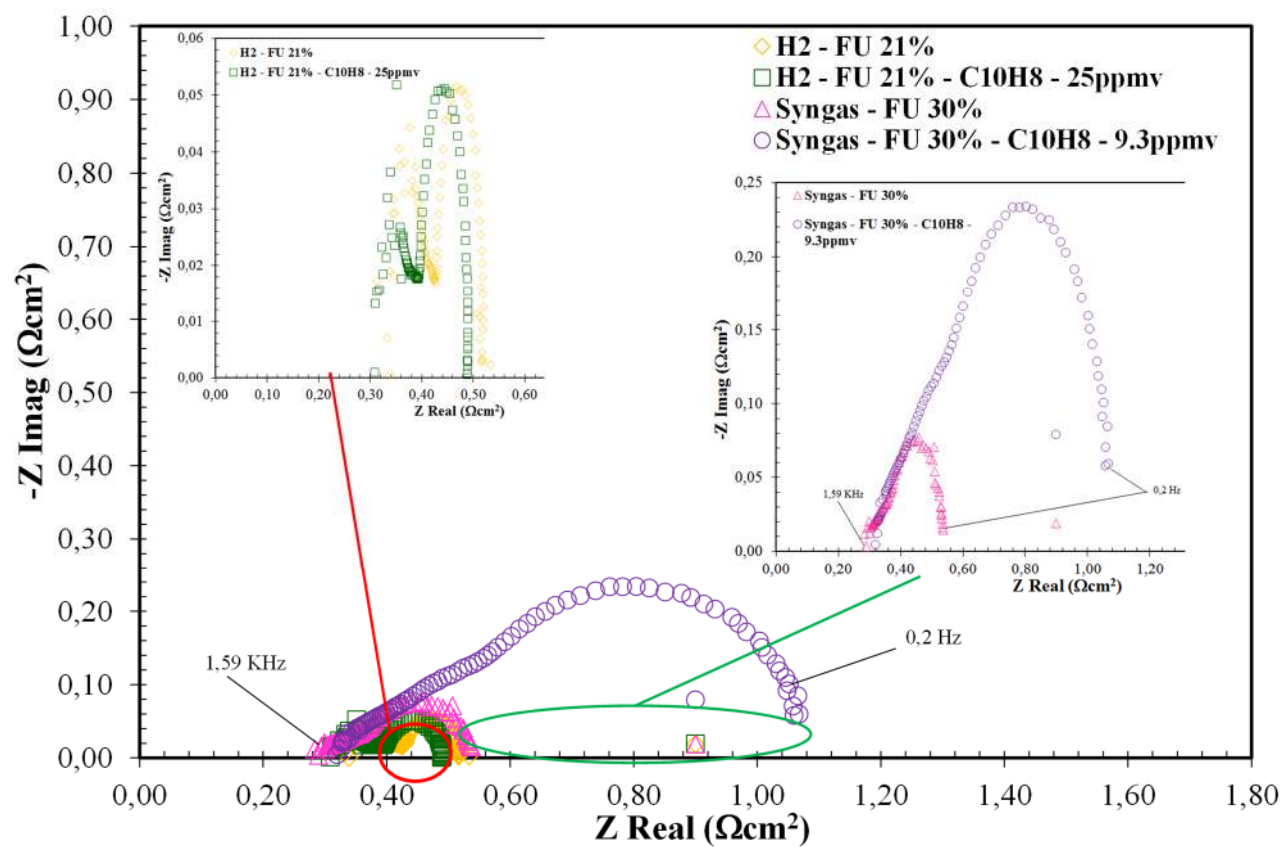 -Z Imag (Ωcm²)
1,00
0,90
0,80
0,70
0,60
0,50
0,40
0,30
0,20
0,10
0,00
0,00 0,20 0,40 0,60 0,80 1,00 1,20 1,40 1,60 1,80
Z Real (Ωcm²)
H2 - FU 21%
H2 - FU 21% - C10H8 - 25ppmv
Syngas - FU 30%
Syngas - FU 30% - C10H8 - 9.3ppmv
1,59 KHz
0,2 Hz
-Z Imag (Ωcm²)
0,06
0,05
0,04
0,03
0,02
0,01
0,00
0,00 0,10 0,20 0,30 0,40 0,50 0,60
Z Real (Ωcm²)
H2 - FU 21%
H2 - FU 21% - C10H8 - 25ppmv
-Z Imag (Ωcm²)
0,25
0,20
0,15
0,10
0,05
0,00
0,00 0,20 0,40 0,60 0,80 1,00 1,20
Z Real (Ωcm²)
Syngas - FU 30%
Syngas - FU 30% - C10H8 -
9.3ppmv
1,59 KHz
0,2 Hz